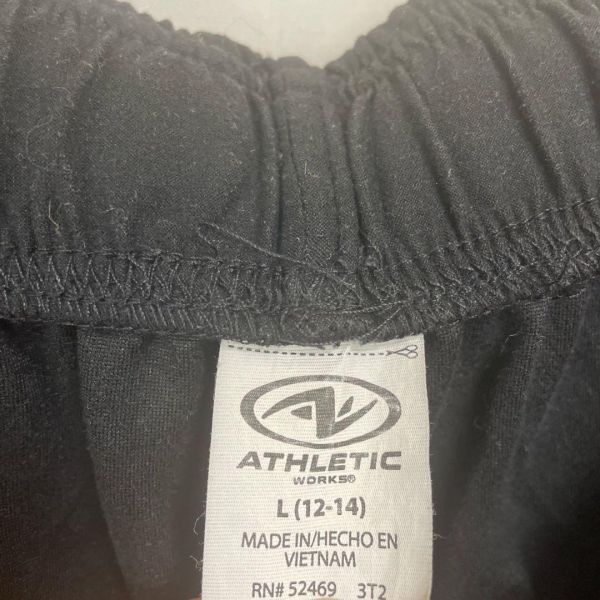 ATHLETIC
WORKS®
L (12-14)
MADE IN/HECHO EN
VIETNAM
RN# 52469 3T2